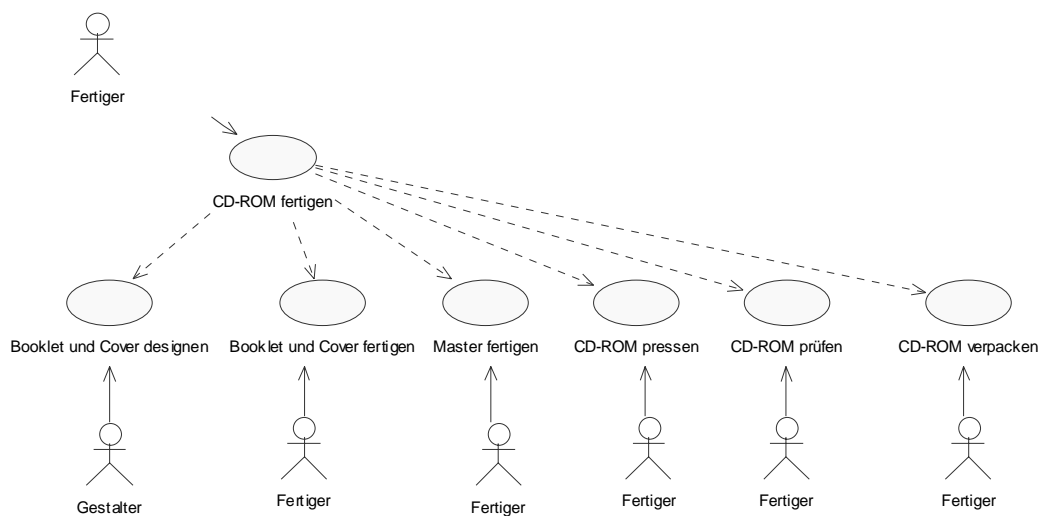 Fertiger
CD-ROM fertigen
Booklet und Cover designen
Booklet und Cover fertigen
Master fertigen
CD-ROM pressen
CD-ROM prüfen
CD-ROM verpacken
Gestalter
Fertiger
Fertiger
Fertiger
Fertiger
Fertiger